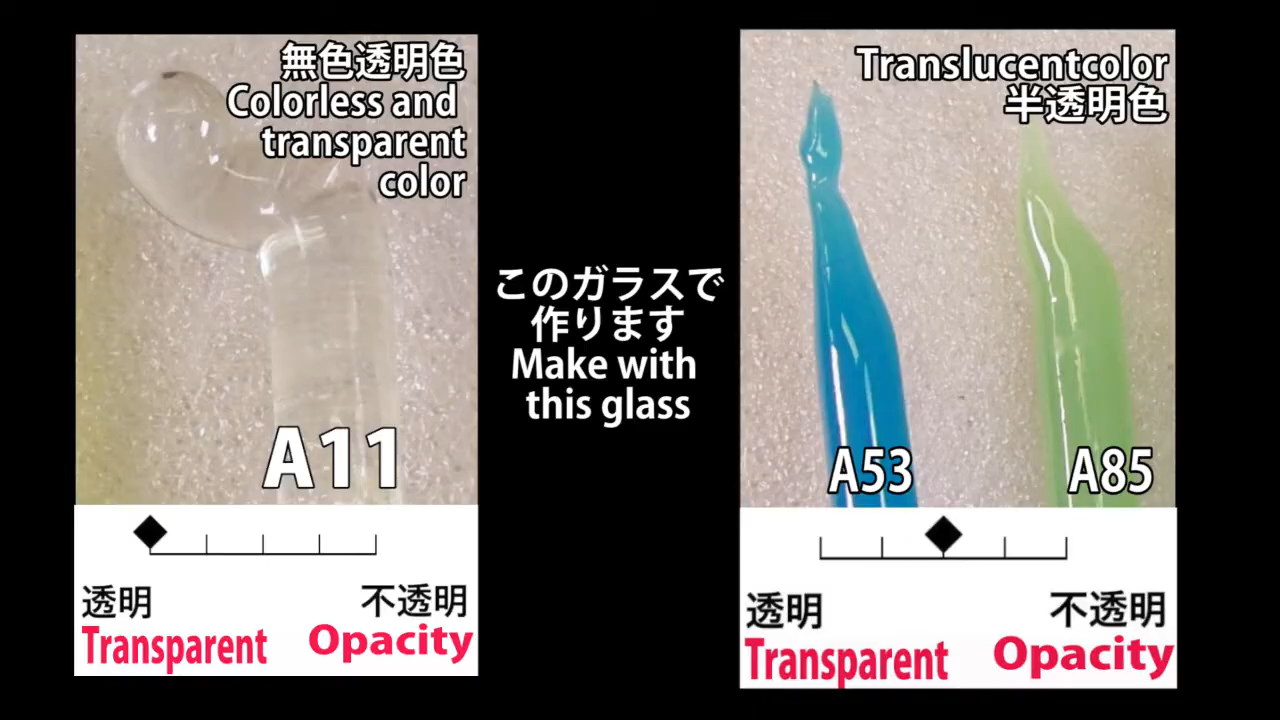 無色透明色
Colorless and
transparent
color
A11
透明
不透明
Transparent
Opacity
このガラスで
作ります
Make with
this glass
Translucentcolor
半透明色
A53
A85
透明
不透明
Transparent
Opacity